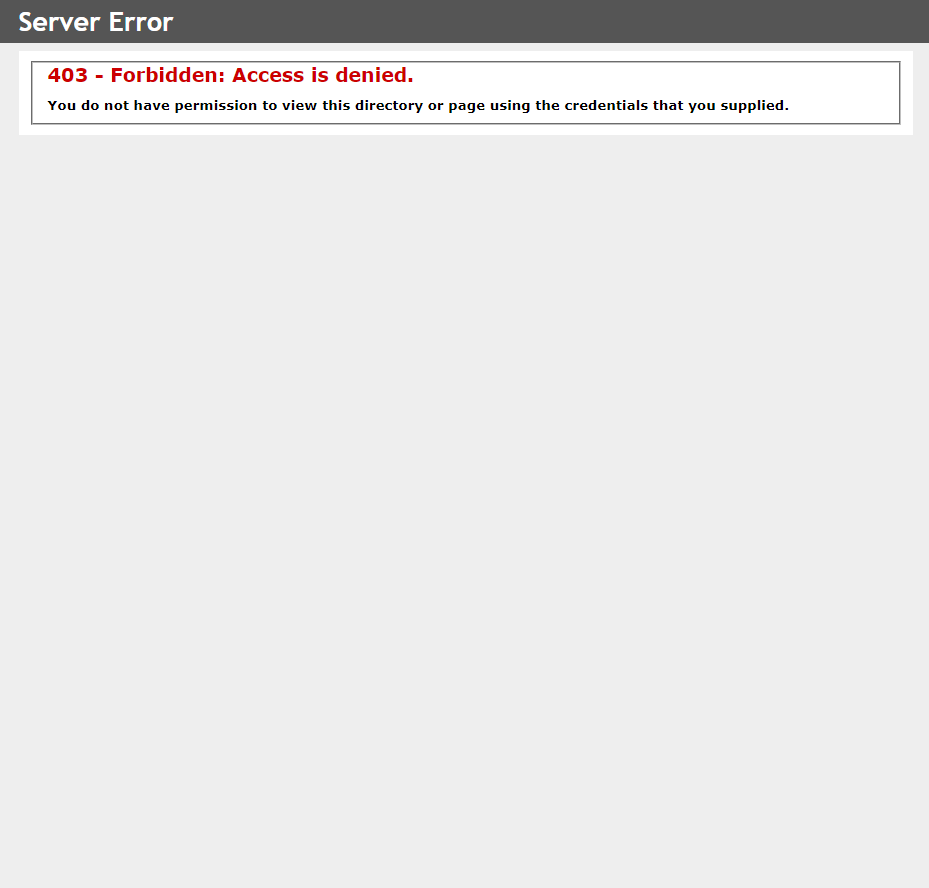 Server Error
403 - Forbidden: Access is denied.
You do not have permission to view this directory or page using the credentials that you supplied.